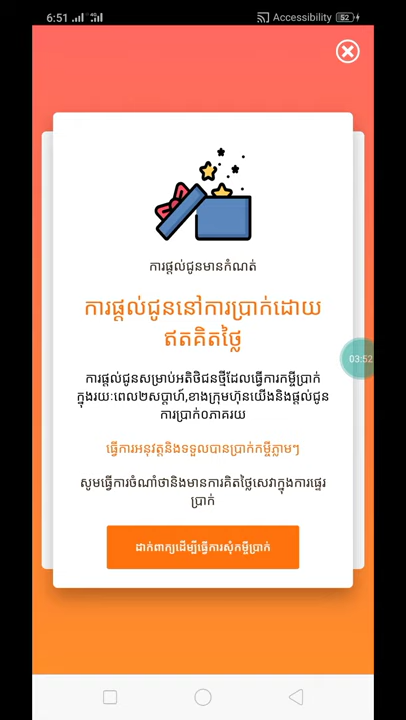 6:51
Accessibility 52
ការផ្តល់ជូនមានកំណត់
ការផ្តល់ជូននៅការប្រាក់ដោយ
ឥតគិតថ្លៃ
03:52
ការផ្តល់ជូនសម្រាប់អតិថិជនថ្មីដែលធ្វើការកម្ចីប្រាក់
ក្នុងរយៈពេល២សប្តាហ៍,ខាងក្រុមហ៊ុនយើងនិងផ្តល់ជូន
ការប្រាក់០ភាគរយ
ធ្វើការអនុវត្តនិងទទួលបានប្រាក់កម្ចីភ្លាមៗ
សូមធ្វើការចំណាំថានិងមានការគិតថ្លៃសេវាក្នុងការផ្ទេរ
ប្រាក់
ដាក់ពាក្យដើម្បីធ្វើការសុំកម្ចីប្រាក់